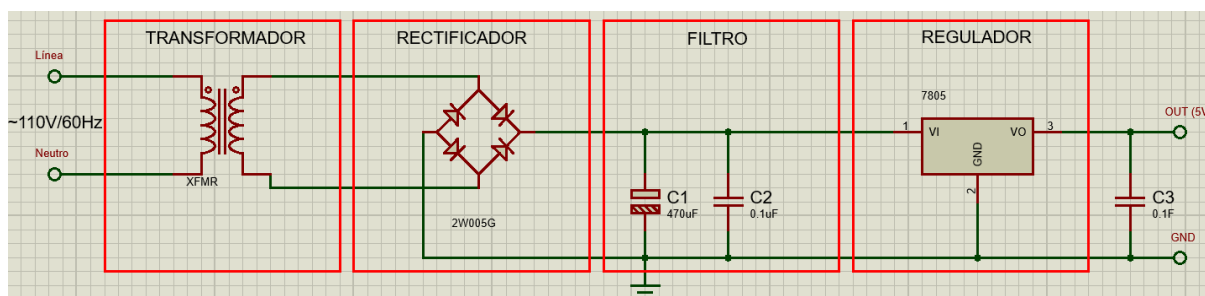 TRANSFORMADOR
RECTIFICADOR
FILTRO
REGULADOR
Línea
~110V/60Hz
Neutro
XFMR
2W005G
C1
470uF
C2
0.1uF
7805
1
VI
VO
3
GND
2
OUT (5V
C3
0.1F
GND